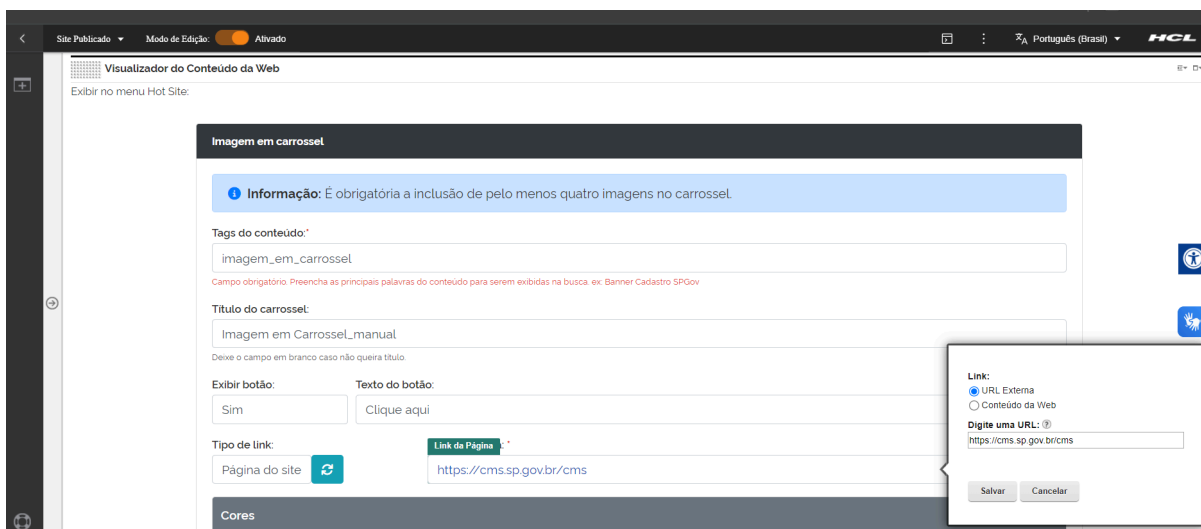 Site Publicado Modo de Edição: Ativado Português (Brasil) HCL
Visualizador do Conteúdo da Web
Exibir no menu Hot Site:
Imagem em carrossel
Informação: É obrigatória a inclusão de pelo menos quatro imagens no carrossel.
Tags do conteúdo:*
imagem_em_carrossel
Campo obrigatório. Preencha as principais palavras do conteúdo para serem exibidas na busca. ex: Banner Cadastro SPGov
Título do carrossel:
Imagem em Carrossel_manual
Deixe o campo em branco caso não queira título.
Exibir botão: Texto do botão:
Sim Clique aqui
Tipo de link: Link da Página :*
Página do site https://cms.sp.gov.br/cms
Cores
Link:
URL Externa
Conteúdo da Web
Digite uma URL:
https://cms.sp.gov.br/cms
Salvar Cancelar